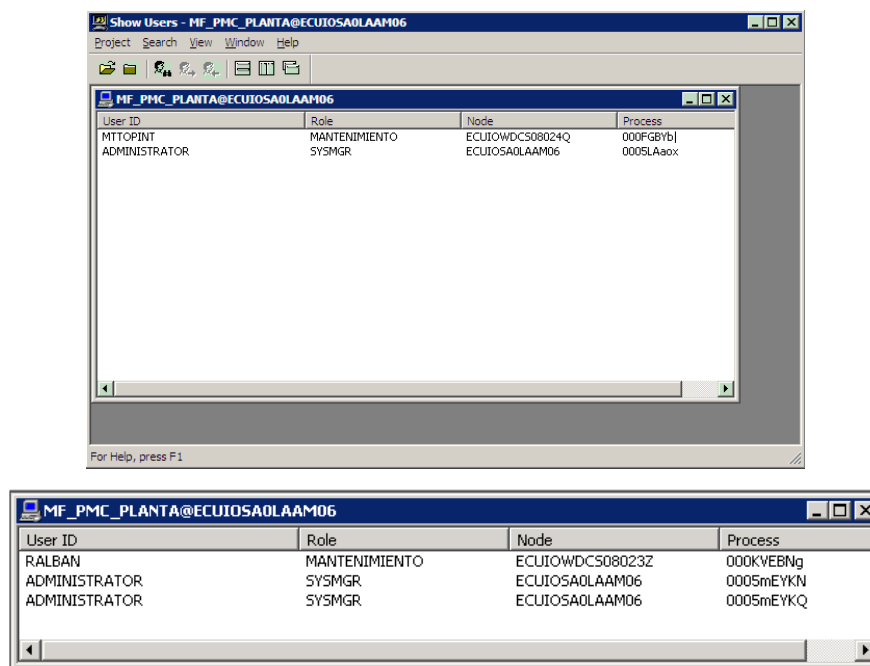 Show Users - MF_PMC_PLANTA@ECUIOSA0LAAM06
Project Search View Window Help
MF_PMC_PLANTA@ECUIOSA0LAAM06
User ID Role Node Process
MTTOPINT MANTENIMIENTO ECUIOWDCS08024Q 000FGBYb|
ADMINISTRATOR SYSMGR ECUIOSA0LAAM06 0005LAaox
For Help, press F1
MF_PMC_PLANTA@ECUIOSA0LAAM06
User ID Role Node Process
RALBAN MANTENIMIENTO ECUIOWDCS08023Z 000KVEBNg
ADMINISTRATOR SYSMGR ECUIOSA0LAAM06 0005mEYKN
ADMINISTRATOR SYSMGR ECUIOSA0LAAM06 0005mEYKQ